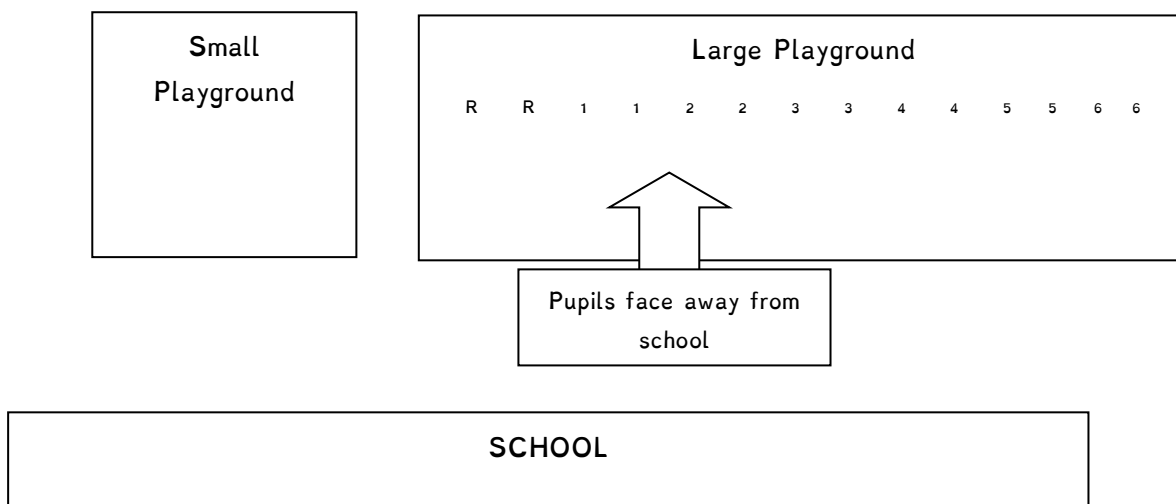 Small
Playground
Large Playground
R R 1 1 2 2 3 3 4 4 5 5 6 6
Pupils face away from
school
SCHOOL